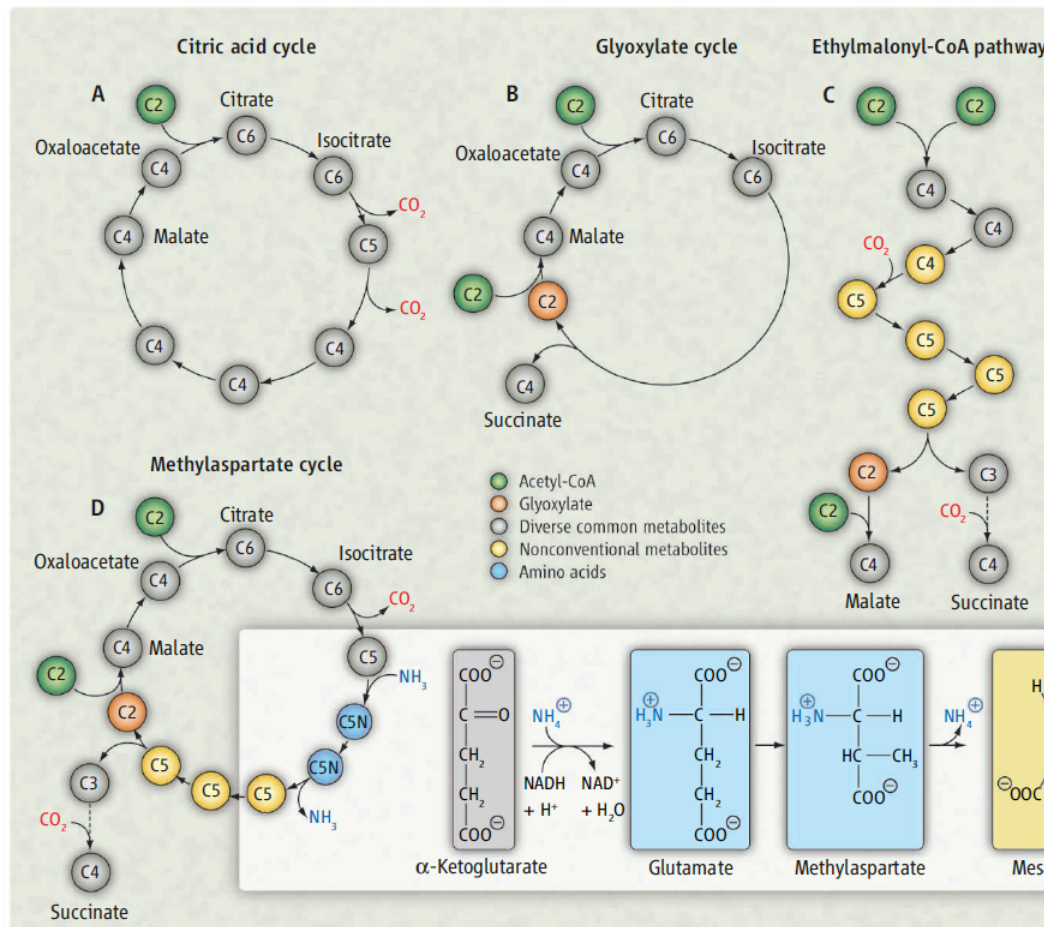 Citric acid cycle
A
C2
Citrate
C6
Isocitrate
C6
Oxaloacetate
C4
CO2
C5
C4
Malate
CO2
C4
C4
C4
Glyoxylate cycle
B
C2
Citrate
C6
Isocitrate
C6
Oxaloacetate
C4
C4
Malate
C2
C2
C4
Succinate
Ethylmalonyl-CoA pathway
C
C2
C2
C4
C4
CO2
C4
C5
C5
C5
C5
C2
C3
C2
CO2
C4
C4
Malate
Succinate
Acetyl-CoA
Glyoxylate
Diverse common metabolites
Nonconventional metabolites
Amino acids
Methylaspartate cycle
D
C2
Citrate
C6
Isocitrate
C6
Oxaloacetate
C4
CO2
C4
Malate
C5
NH3
C2
C2
C5N
C5N
NH3
C5
C5
C5
C3
CO2
C4
Succinate
COO⊖
C=O
CH2
CH2
COO⊖
α-Ketoglutarate
NH4⊕
NADH
+ H+
NAD+
+ H2O
COO⊖
H3N⊕—C—H
CH2
CH2
COO⊖
Glutamate
COO⊖
H3N⊕—C—H
HC—CH3
COO⊖
Methylaspartate
NH4⊕
H
⊖OOC
Mes